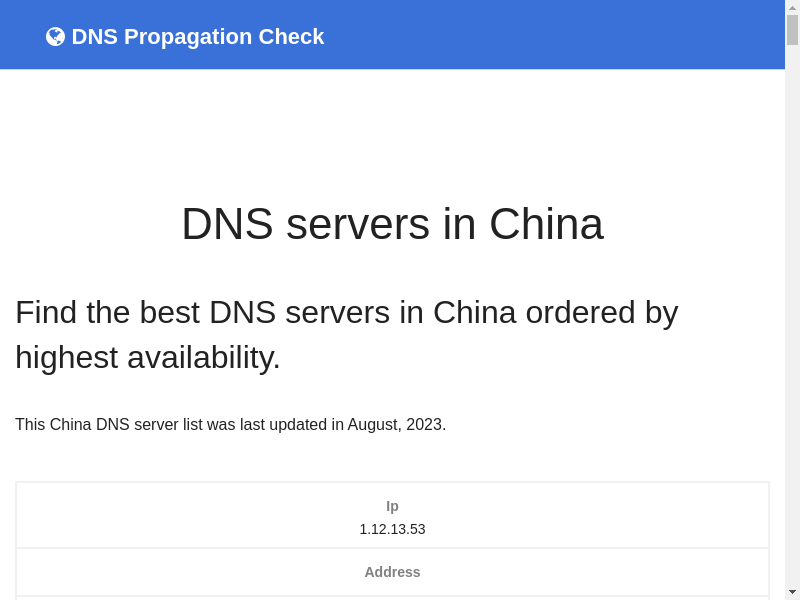 DNS Propagation Check
DNS servers in China
Find the best DNS servers in China ordered by
highest availability.
This China DNS server list was last updated in August, 2023.
Ip
1.12.13.53
Address